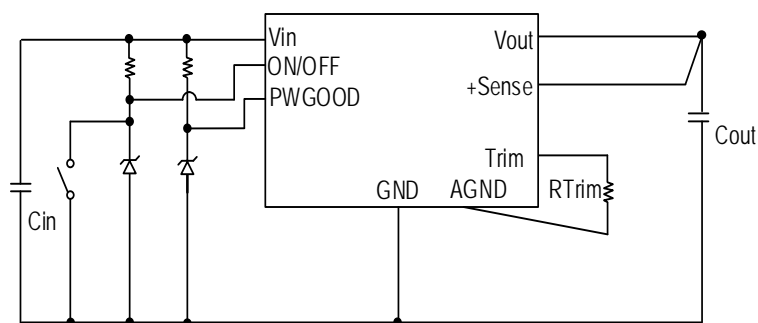 Vin
Vout
ON/OFF
+Sense
PWGOOD
Cout
Trim
GND
AGND
RTrim
Cin